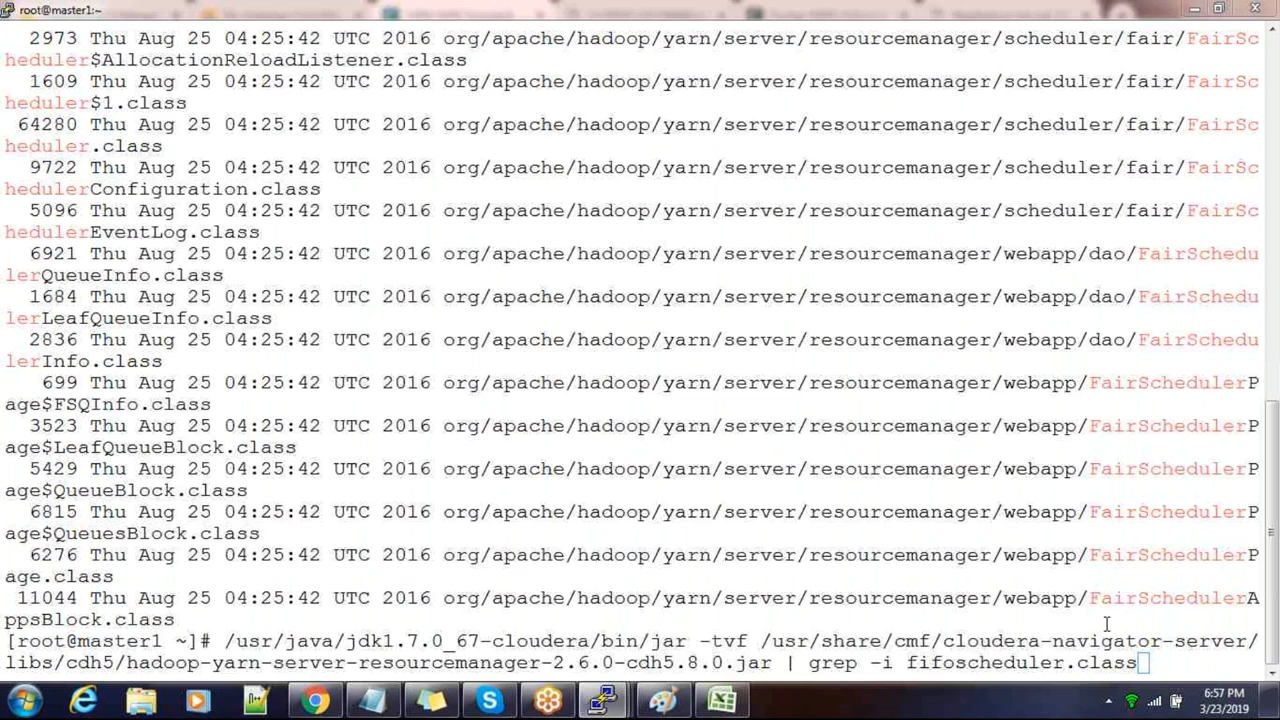 root@master1:~
2973 Thu Aug 25 04:25:42 UTC 2016 org/apache/hadoop/yarn/server/resourcemanager/scheduler/fair/FairSc
heduler$AllocationReloadListener.class
1609 Thu Aug 25 04:25:42 UTC 2016 org/apache/hadoop/yarn/server/resourcemanager/scheduler/fair/FairSc
heduler$1.class
64280 Thu Aug 25 04:25:42 UTC 2016 org/apache/hadoop/yarn/server/resourcemanager/scheduler/fair/FairSc
heduler.class
9722 Thu Aug 25 04:25:42 UTC 2016 org/apache/hadoop/yarn/server/resourcemanager/scheduler/fair/FairSc
hedulerConfiguration.class
5096 Thu Aug 25 04:25:42 UTC 2016 org/apache/hadoop/yarn/server/resourcemanager/scheduler/fair/FairSc
hedulerEventLog.class
6921 Thu Aug 25 04:25:42 UTC 2016 org/apache/hadoop/yarn/server/resourcemanager/webapp/dao/FairSchedu
lerQueueInfo.class
1684 Thu Aug 25 04:25:42 UTC 2016 org/apache/hadoop/yarn/server/resourcemanager/webapp/dao/FairSchedu
lerLeafQueueInfo.class
2836 Thu Aug 25 04:25:42 UTC 2016 org/apache/hadoop/yarn/server/resourcemanager/webapp/dao/FairSchedu
lerInfo.class
699 Thu Aug 25 04:25:42 UTC 2016 org/apache/hadoop/yarn/server/resourcemanager/webapp/FairSchedulerP
age$FSQInfo.class
3523 Thu Aug 25 04:25:42 UTC 2016 org/apache/hadoop/yarn/server/resourcemanager/webapp/FairSchedulerP
age$LeafQueueBlock.class
5429 Thu Aug 25 04:25:42 UTC 2016 org/apache/hadoop/yarn/server/resourcemanager/webapp/FairSchedulerP
age$QueueBlock.class
6815 Thu Aug 25 04:25:42 UTC 2016 org/apache/hadoop/yarn/server/resourcemanager/webapp/FairSchedulerP
age$QueuesBlock.class
6276 Thu Aug 25 04:25:42 UTC 2016 org/apache/hadoop/yarn/server/resourcemanager/webapp/FairSchedulerP
age.class
11044 Thu Aug 25 04:25:42 UTC 2016 org/apache/hadoop/yarn/server/resourcemanager/webapp/FairSchedulerA
ppsBlock.class
[root@master1 ~]# /usr/java/jdk1.7.0_67-cloudera/bin/jar -tvf /usr/share/cmf/cloudera-navigator-server/
libs/cdh5/hadoop-yarn-server-resourcemanager-2.6.0-cdh5.8.0.jar | grep -i fifoscheduler.class
6:57 PM
3/23/2019